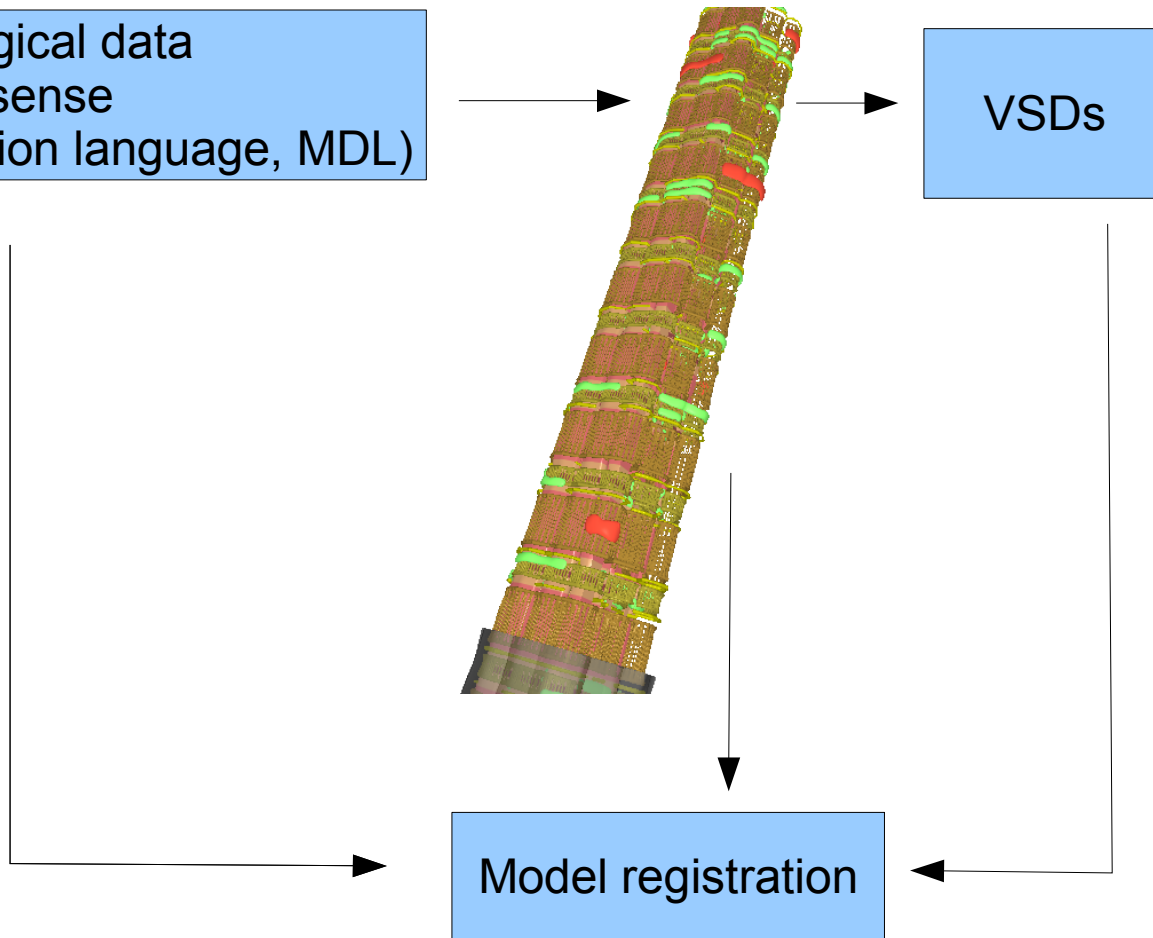 gical data
sense
ion language, MDL)
VSDs
Model registration